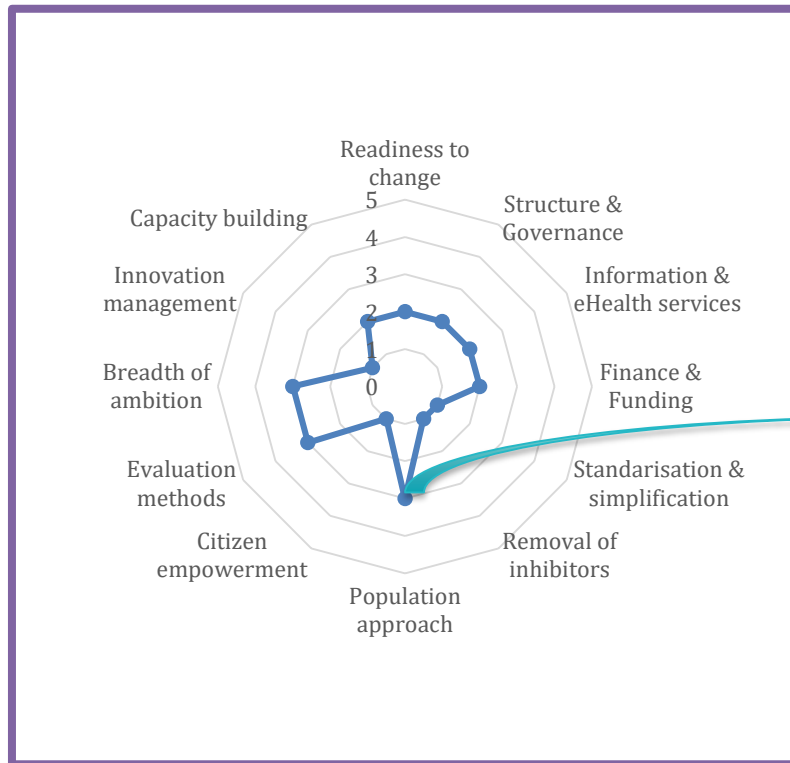 Readiness to
change
Structure &
Governance
Information &
eHealth services
Finance &
Funding
Standarisation &
simplification
Removal of
inhibitors
Population
approach
Citizen
empowerment
Evaluation
methods
Breadth of
ambition
Innovation
management
Capacity building
5
4
3
2
1
0